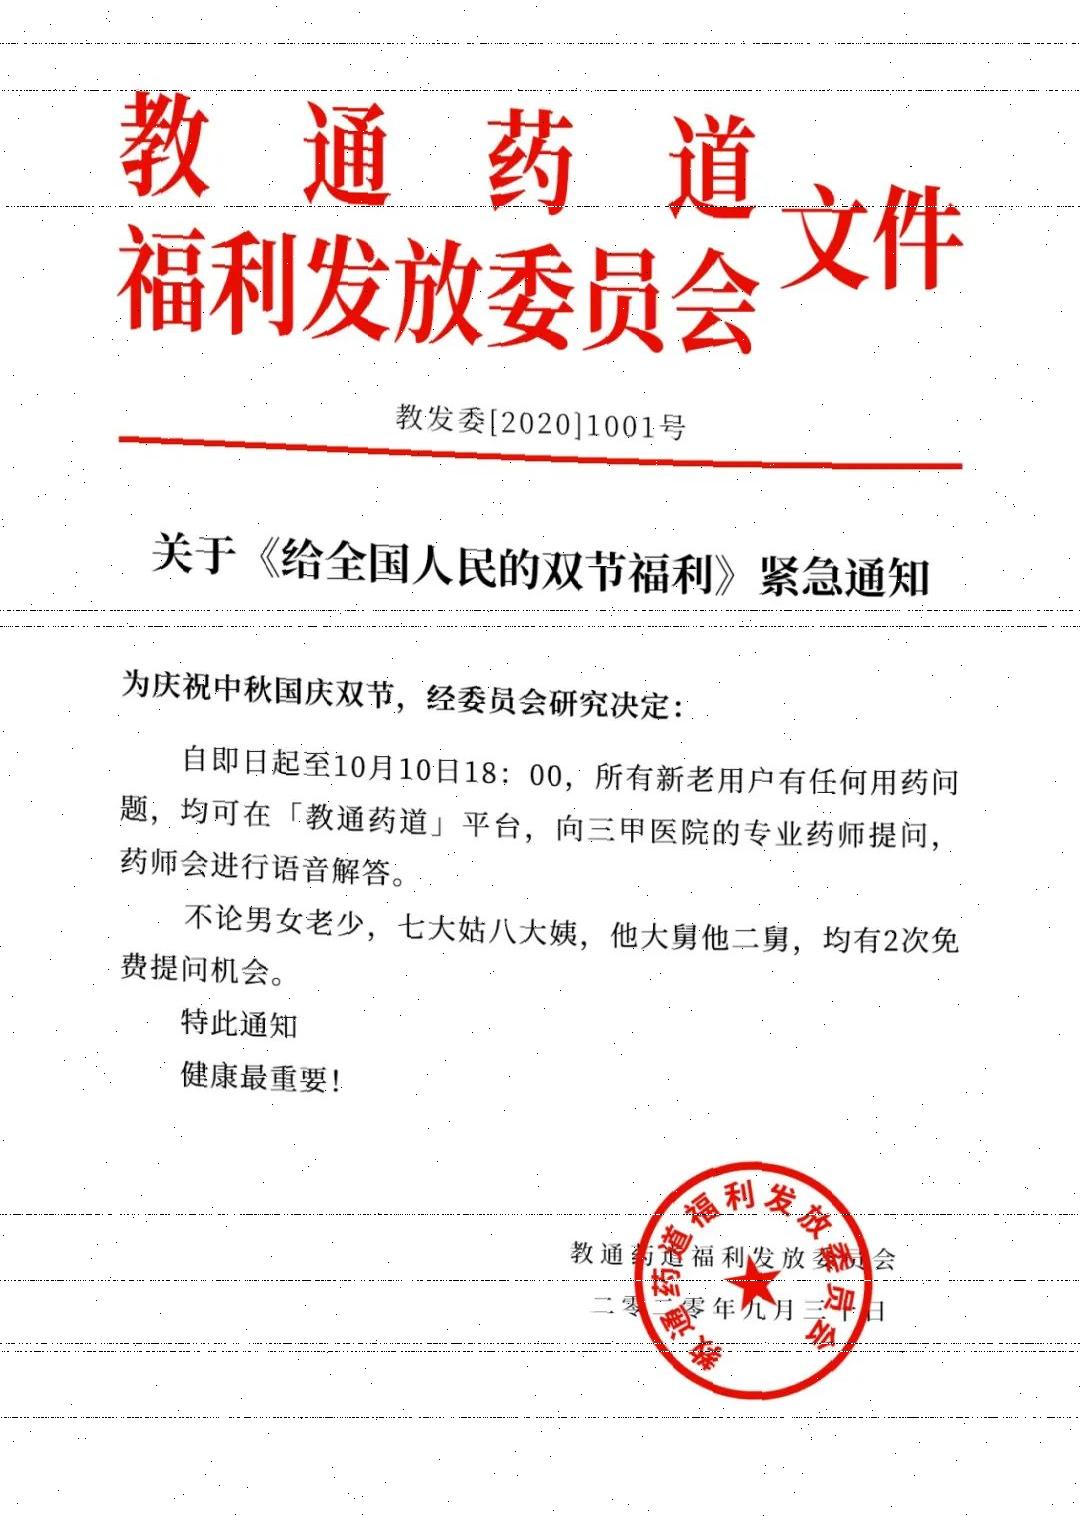 教通药道
福利发放委员会 文件
教发委[2020]1001号
关于《给全国人民的双节福利》紧急通知
为庆祝中秋国庆双节，经委员会研究决定：
自即日起至10月10日18：00，所有新老用户有任何用药问
题，均可在「教通药道」平台，向三甲医院的专业药师提问，
药师会进行语音解答。
不论男女老少，七大姑八大姨，他大舅他二舅，均有2次免
费提问机会。
特此通知
健康最重要！
教通药道福利发放委员会
二零二零年九月三十日
教通药道福利发放委员会